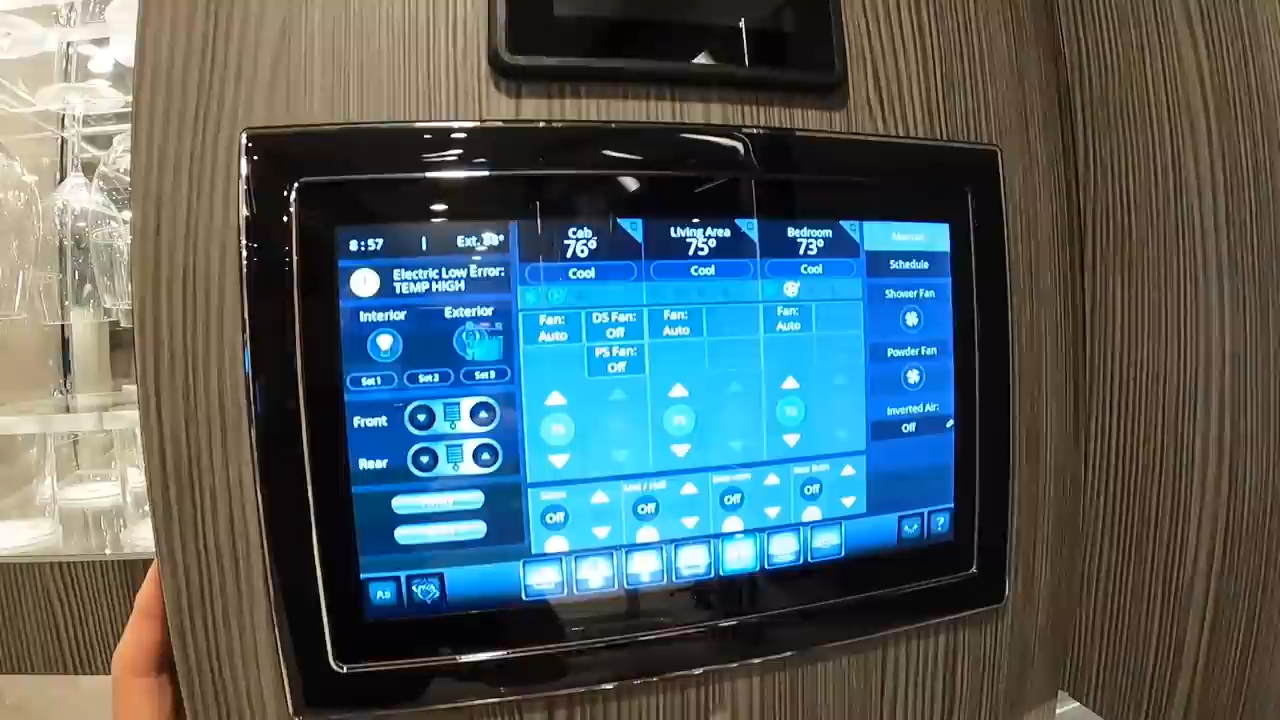 8:57
Electric Low Error:
TEMP HIGH
Interior
Exterior
Set 1
Set 2
Set 3
Front
Rear
Cab
76°
Cool
Fan:
Auto
DS Fan:
Off
PS Fan:
Off
Off
Living Area
75°
Cool
Fan:
Auto
Off
Bedroom
73°
Cool
Fan:
Auto
Off
Off
Schedule
Shower Fan
Powder Fan
Inverted Air:
Off
?